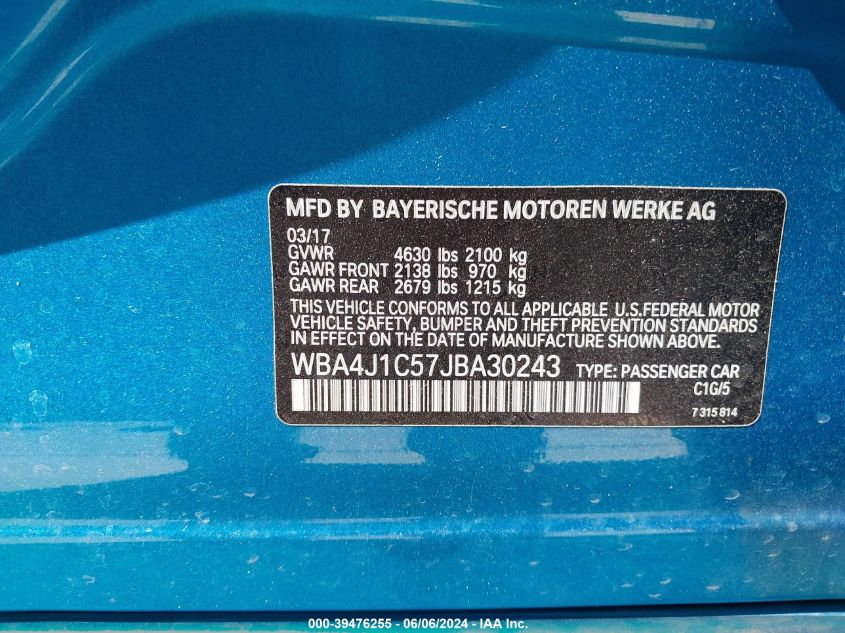 MFD BY BAYERISCHE MOTOREN WERKE AG
03/17
GVWR 4630 lbs 2100 kg
GAWR FRONT 2138 lbs 970 kg
GAWR REAR 2679 lbs 1215 kg
THIS VEHICLE CONFORMS TO ALL APPLICABLE U.S.FEDERAL MOTOR
VEHICLE SAFETY, BUMPER AND THEFT PREVENTION STANDARDS
IN EFFECT ON THE DATE OF MANUFACTURE SHOWN ABOVE.
WBA4J1C57JBA30243 TYPE: PASSENGER CAR
C1G/5
7 315 814
000-39476255 - 06/06/2024 - IAA Inc.